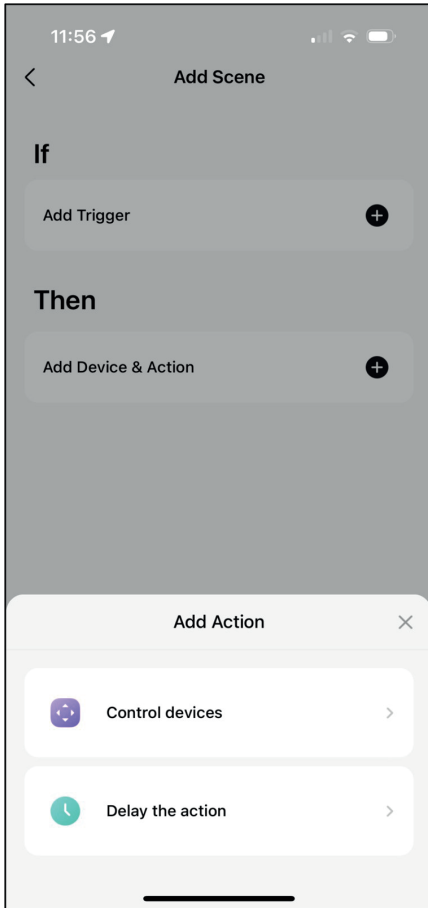 11:56
Add Scene
If
Add Trigger
Then
Add Device & Action
Add Action
Control devices
Delay the action